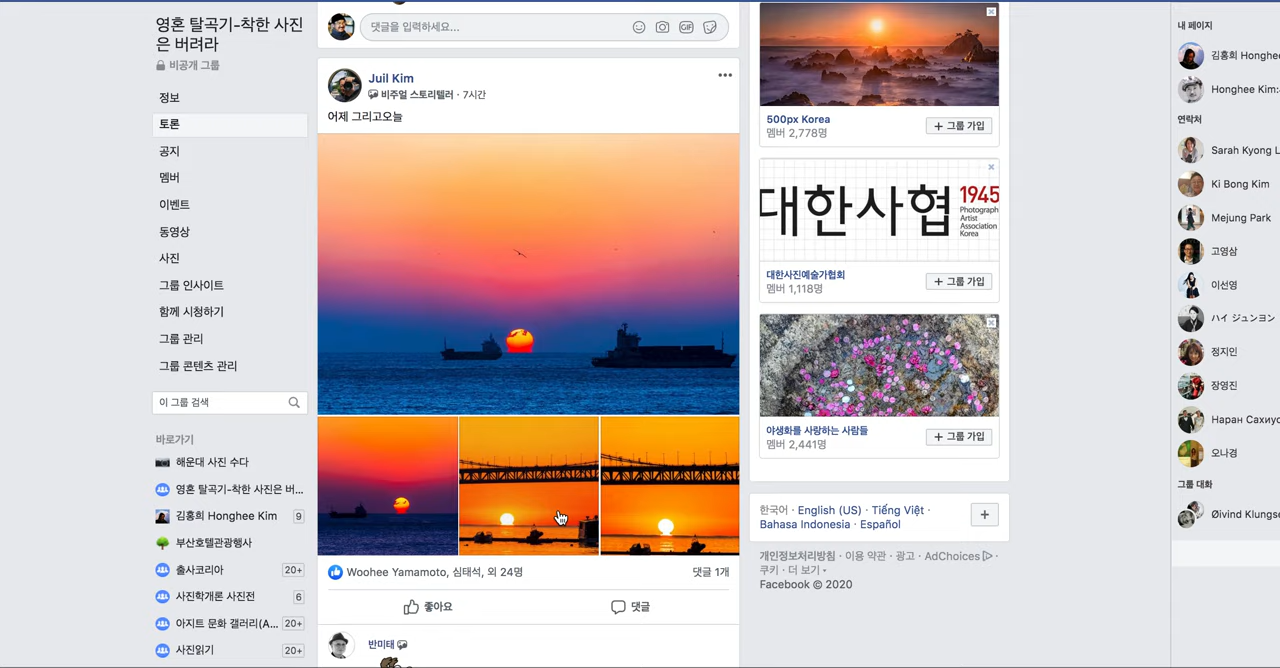 영혼 탈곡기-착한 사진
은 버려라
비공개 그룹
정보
토론
공지
멤버
이벤트
동영상
사진
그룹 인사이트
함께 시청하기
그룹 관리
그룹 콘텐츠 관리
이 그룹 검색
바로가기
해운대 사진 수다
영혼 탈곡기-착한 사진은 버...
김홍희 Honghee Kim 9
부산호텔관광행사
출사코리아 20+
사진학개론 사진전 6
아지트 문화 갤러리(A... 20+
사진읽기 20+
댓글을 입력하세요...
GIF
Juil Kim
비주얼 스토리텔러 · 7시간
어제 그리고오늘
Woohee Yamamoto, 심태석, 외 24명
댓글 1개
좋아요
댓글
반미태
500px Korea
멤버 2,778명
+ 그룹 가입
대한사협
1945
Photograph
Artist
Association
Korea
대한사진예술가협회
멤버 1,118명
+ 그룹 가입
야생화를 사랑하는 사람들
멤버 2,441명
+ 그룹 가입
한국어 · English (US) · Tiếng Việt ·
Bahasa Indonesia · Español
개인정보처리방침 · 이용 약관 · 광고 · AdChoices ·
쿠키 · 더 보기
Facebook © 2020
내 페이지
김홍희 Honghee
Honghee Kim:
연락처
Sarah Kyong L
Ki Bong Kim
Mejung Park
고영삼
이선영
ハイ ジュンヨン
정지인
장영진
Наран Сахиус
오나경
그룹 대화
Øivind Klungse